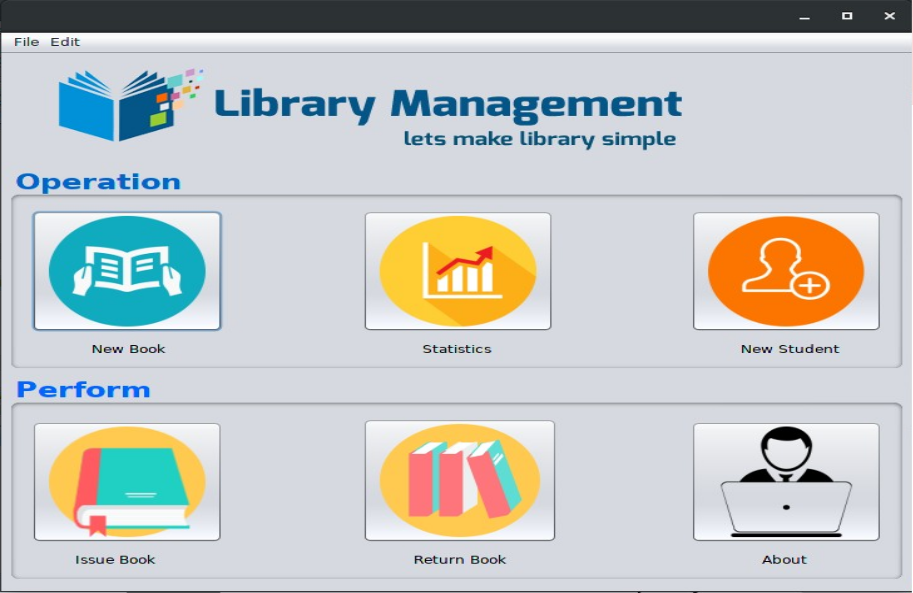 File Edit
Library Management
lets make library simple
Operation
New Book Statistics New Student
Perform
Issue Book Return Book About